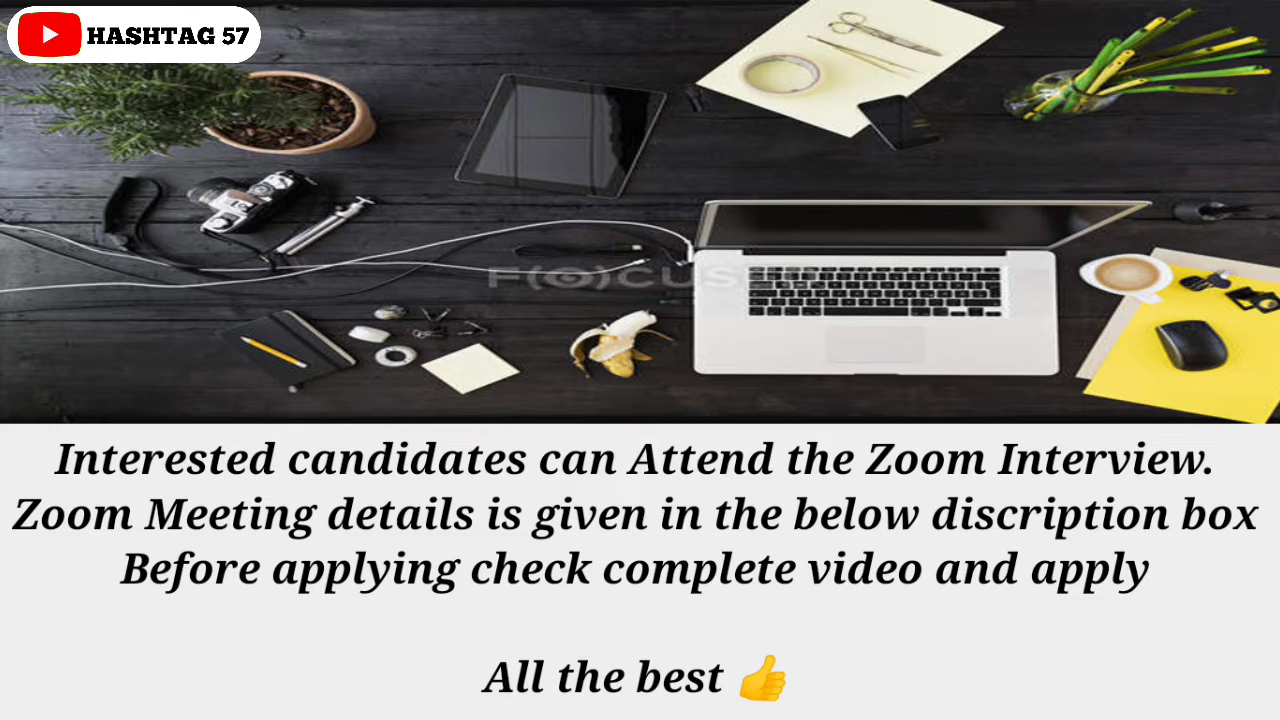 HASHTAG 57
F(O)CUSED
Interested candidates can Attend the Zoom Interview.
Zoom Meeting details is given in the below discription box
Before applying check complete video and apply
All the best 👍